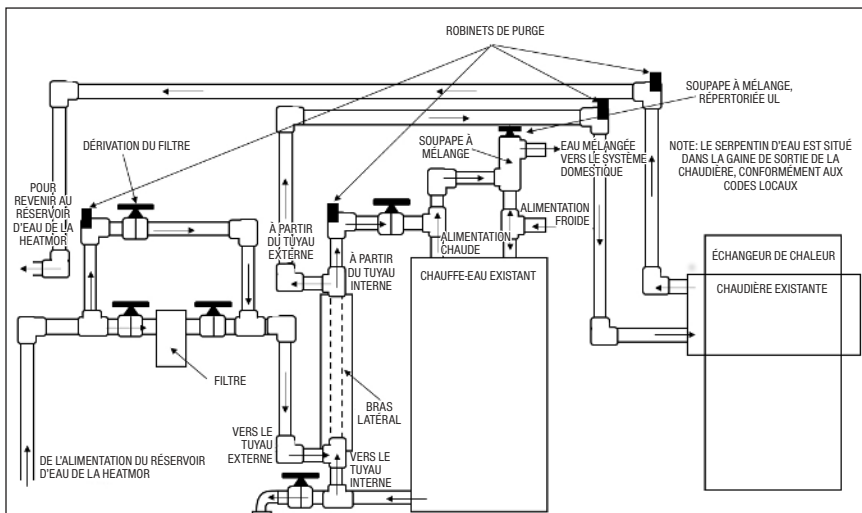 ROBINETS DE PURGE
SOUPAPE À MÉLANGE,
RÉPERTORIÉE UL
DÉRIVATION DU FILTRE
SOUPAPE À
MÉLANGE
EAU MÉLANGÉE
VERS LE SYSTÈME
DOMESTIQUE
NOTE: LE SERPENTIN D'EAU EST SITUÉ
DANS LA GAINE DE SORTIE DE LA
CHAUDIÈRE, CONFORMÉMENT AUX
CODES LOCAUX
POUR
REVENIR AU
RÉSERVOIR
D'EAU DE LA
HEATMOR
À PARTIR
DU TUYAU
EXTERNE
À PARTIR
DU TUYAU
INTERNE
ALIMENTATION
CHAUDE
ALIMENTATION
FROIDE
CHAUFFE-EAU EXISTANT
ÉCHANGEUR DE CHALEUR
CHAUDIÈRE EXISTANTE
FILTRE
BRAS
LATÉRAL
VERS LE
TUYAU
EXTERNE
VERS LE
TUYAU
INTERNE
DE L'ALIMENTATION DU RÉSERVOIR
D'EAU DE LA HEATMOR